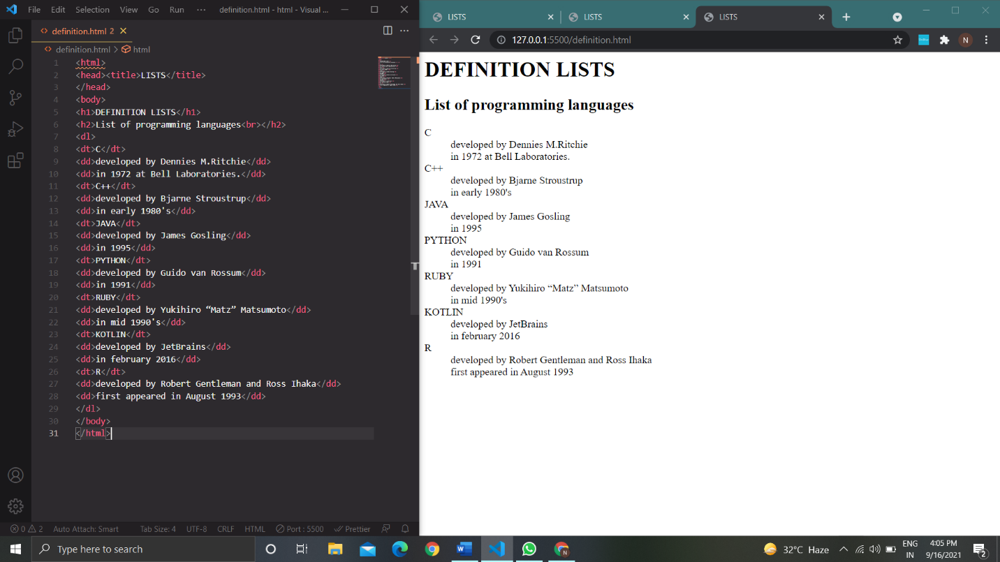 File Edit Selection View Go Run ··· definition.html - html - Visual ...
definition.html 2
definition.html > html
1 <html>
2 <head><title>LISTS</title>
3 </head>
4 <body>
5 <h1>DEFINITION LISTS</h1>
6 <h2>List of programming languages<br></h2>
7 <dl>
8 <dt>C</dt>
9 <dd>developed by Dennies M.Ritchie</dd>
10 <dd>in 1972 at Bell Laboratories.</dd>
11 <dt>C++</dt>
12 <dd>developed by Bjarne Stroustrup</dd>
13 <dd>in early 1980's</dd>
14 <dt>JAVA</dt>
15 <dd>developed by James Gosling</dd>
16 <dd>in 1995</dd>
17 <dt>PYTHON</dt>
18 <dd>developed by Guido van Rossum</dd>
19 <dd>in 1991</dd>
20 <dt>RUBY</dt>
21 <dd>developed by Yukihiro “Matz” Matsumoto</dd>
22 <dd>in mid 1990's</dd>
23 <dt>KOTLIN</dt>
24 <dd>developed by JetBrains</dd>
25 <dd>in february 2016</dd>
26 <dt>R</dt>
27 <dd>developed by Robert Gentleman and Ross Ihaka</dd>
28 <dd>first appeared in August 1993</dd>
29 </dl>
30 </body>
31 </html>
0 2 Auto Attach: Smart Tab Size: 4 UTF-8 CRLF HTML Port : 5500 Prettier
LISTS LISTS LISTS
127.0.0.1:5500/definition.html N
DEFINITION LISTS
List of programming languages
C
developed by Dennies M.Ritchie
in 1972 at Bell Laboratories.
C++
developed by Bjarne Stroustrup
in early 1980's
JAVA
developed by James Gosling
in 1995
PYTHON
developed by Guido van Rossum
in 1991
RUBY
developed by Yukihiro “Matz” Matsumoto
in mid 1990's
KOTLIN
developed by JetBrains
in february 2016
R
developed by Robert Gentleman and Ross Ihaka
first appeared in August 1993
Type here to search
32°C Haze
ENG
IN
4:05 PM
9/16/2021
2